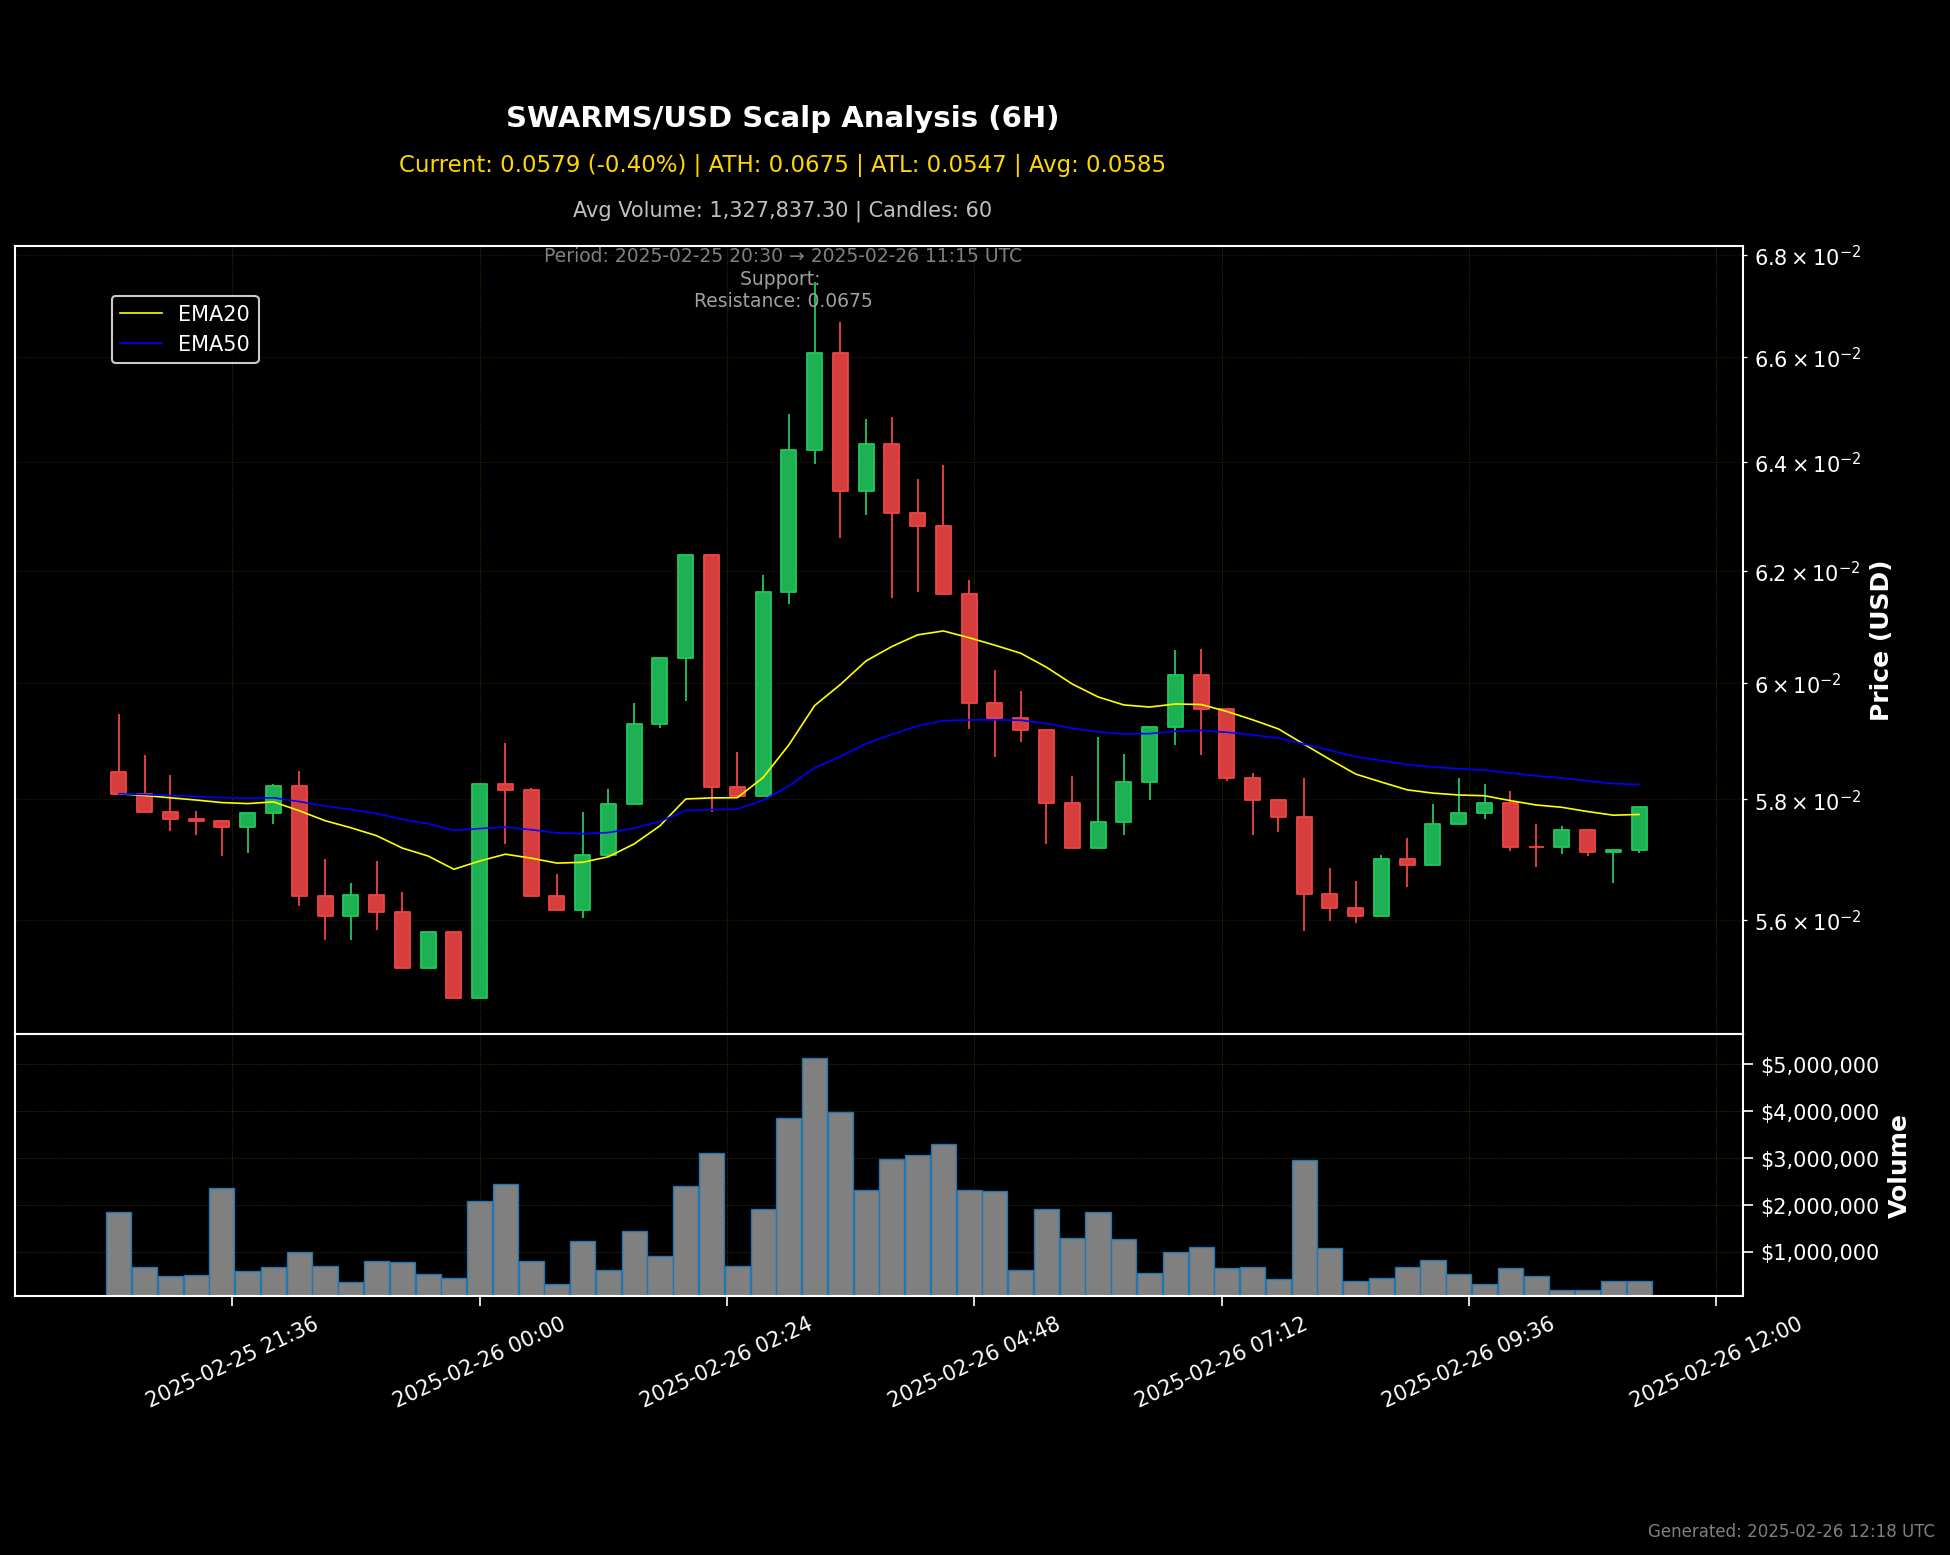 SWARMS/USD Scalp Analysis (6H)
Current: 0.0579 (-0.40%) | ATH: 0.0675 | ATL: 0.0547 | Avg: 0.0585
Avg Volume: 1,327,837.30 | Candles: 60
Period: 2025-02-25 20:30 → 2025-02-26 11:15 UTC
Support:
Resistance: 0.0675
EMA20
EMA50
6.8 × 10⁻²
6.6 × 10⁻²
6.4 × 10⁻²
6.2 × 10⁻²
6 × 10⁻²
5.8 × 10⁻²
5.6 × 10⁻²
Price (USD)
$5,000,000
$4,000,000
$3,000,000
$2,000,000
$1,000,000
Volume
2025-02-25 21:36
2025-02-26 00:00
2025-02-26 02:24
2025-02-26 04:48
2025-02-26 07:12
2025-02-26 09:36
2025-02-26 12:00
Generated: 2025-02-26 12:18 UTC